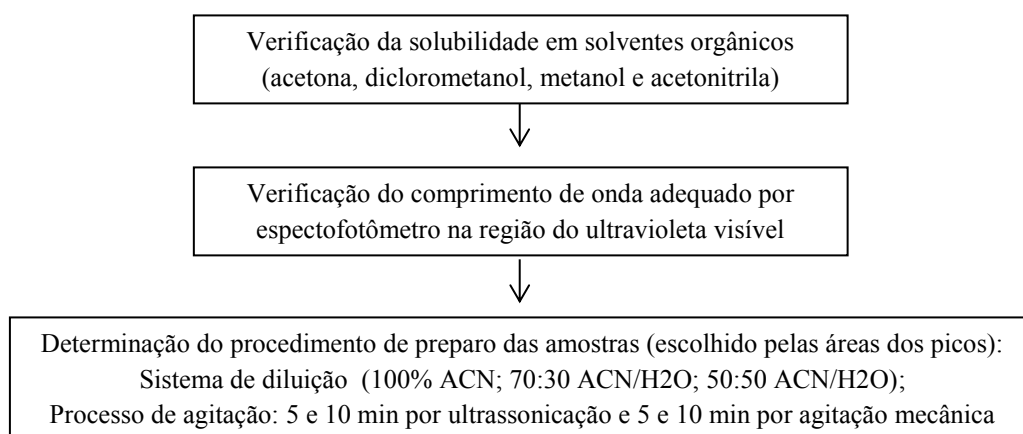 Verificação da solubilidade em solventes orgânicos
(acetona, diclorometanol, metanol e acetonitrila)
Verificação do comprimento de onda adequado por
espectofotômetro na região do ultravioleta visível
Determinação do procedimento de preparo das amostras (escolhido pelas áreas dos picos):
Sistema de diluição (100% ACN; 70:30 ACN/H2O; 50:50 ACN/H2O);
Processo de agitação: 5 e 10 min por ultrassonicação e 5 e 10 min por agitação mecânica